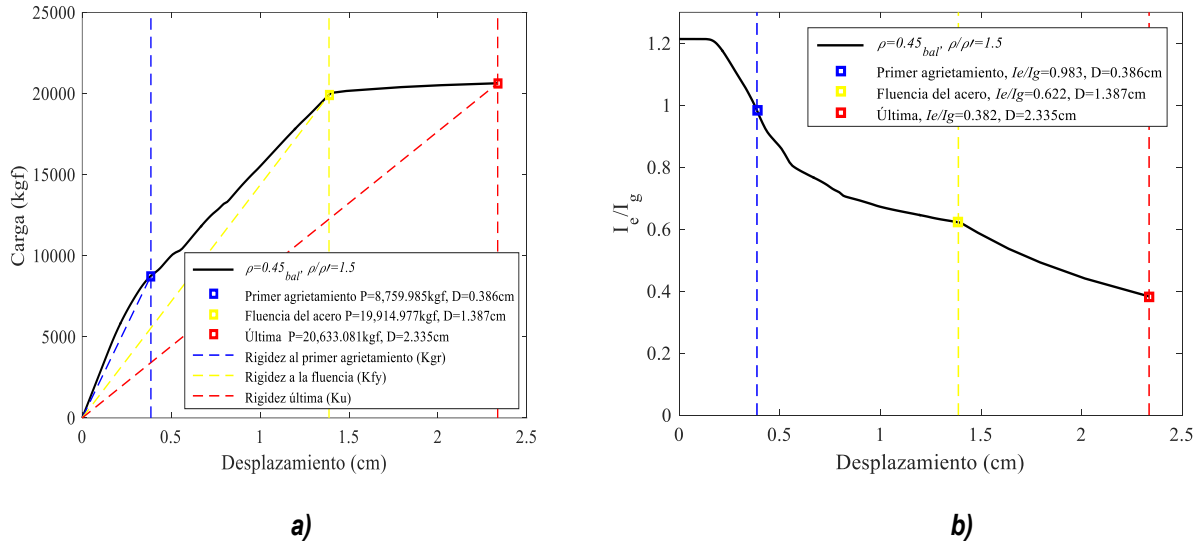 25000
20000
15000
10000
5000
0
0 0.5 1 1.5 2 2.5
Carga (kgf)
Desplazamiento (cm)
ρ=0.45bal, ρ/ρ′=1.5
Primer agrietamiento P=8,759.985kgf, D=0.386cm
Fluencia del acero P=19,914.977kgf, D=1.387cm
Última P=20,633.081kgf, D=2.335cm
Rigidez al primer agrietamiento (Kgr)
Rigidez a la fluencia (Kfy)
Rigidez última (Ku)
a)
1.2
1
0.8
0.6
0.4
0.2
0
0 0.5 1 1.5 2 2.5
I_e/I_g
Desplazamiento (cm)
ρ=0.45bal, ρ/ρ′=1.5
Primer agrietamiento, Ie/Ig=0.983, D=0.386cm
Fluencia del acero, Ie/Ig=0.622, D=1.387cm
Última, Ie/Ig=0.382, D=2.335cm
b)